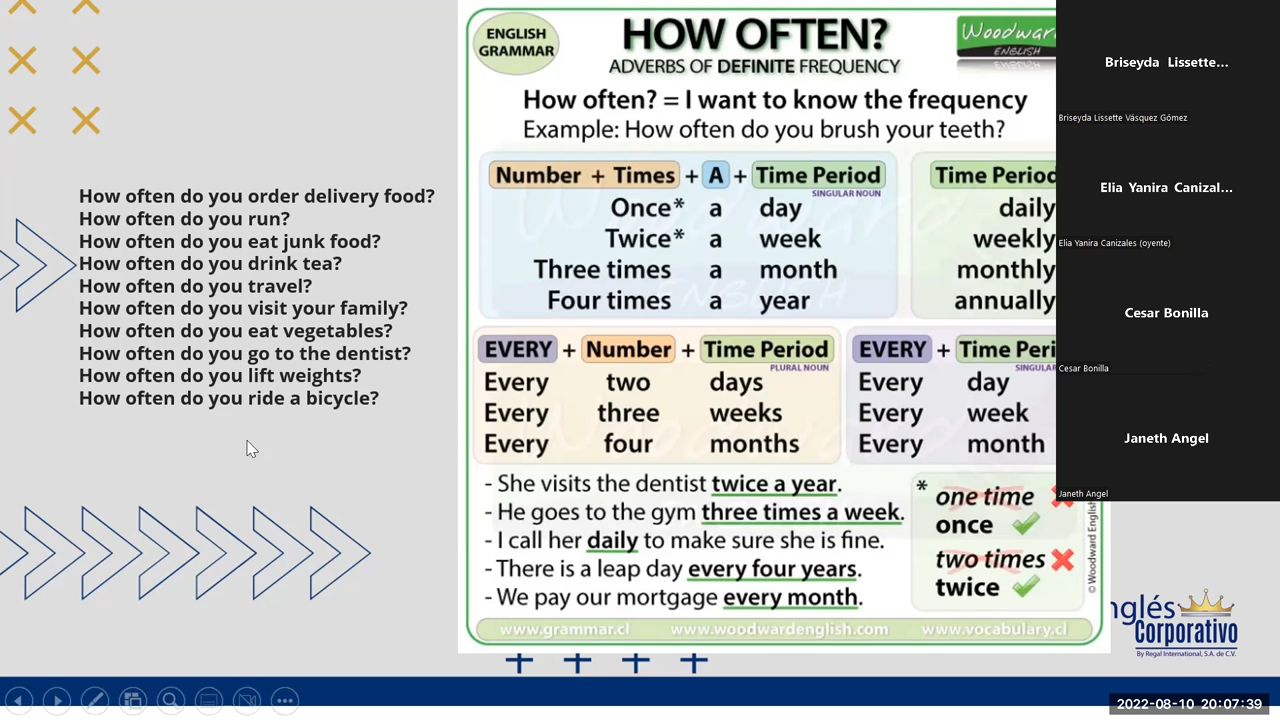 How often do you order delivery food?
How often do you run?
How often do you eat junk food?
How often do you drink tea?
How often do you travel?
How often do you visit your family?
How often do you eat vegetables?
How often do you go to the dentist?
How often do you lift weights?
How often do you ride a bicycle?
ENGLISH
GRAMMAR
HOW OFTEN?
ADVERBS OF DEFINITE FREQUENCY
Woodwar
ENGLISH
How often? = I want to know the frequency
Example: How often do you brush your teeth?
Number + Times + A + Time Period
SINGULAR NOUN
Once* a day
Twice* a week
Three times a month
Four times a year
Time Period
daily
weekly
monthly
annually
EVERY + Number + Time Period
PLURAL NOUN
Every two days
Every three weeks
Every four months
EVERY + Time Peri
SINGULAR
Every day
Every week
Every month
- She visits the dentist twice a year.
- He goes to the gym three times a week.
- I call her daily to make sure she is fine.
- There is a leap day every four years.
- We pay our mortgage every month.
* one time
once
two times
twice
© Woodward English
www.grammar.cl www.woodwardenglish.com www.vocabulary.cl
Briseyda Lissette...
Briseyda Lissette Vásquez Gómez
Elia Yanira Canizal...
Elia Yanira Canizales (oyente)
Cesar Bonilla
Cesar Bonilla
Janeth Angel
Janeth Angel
nglés
Corporativo
By Regal International, S.A. de C.V.
2022-08-10 20:07:39